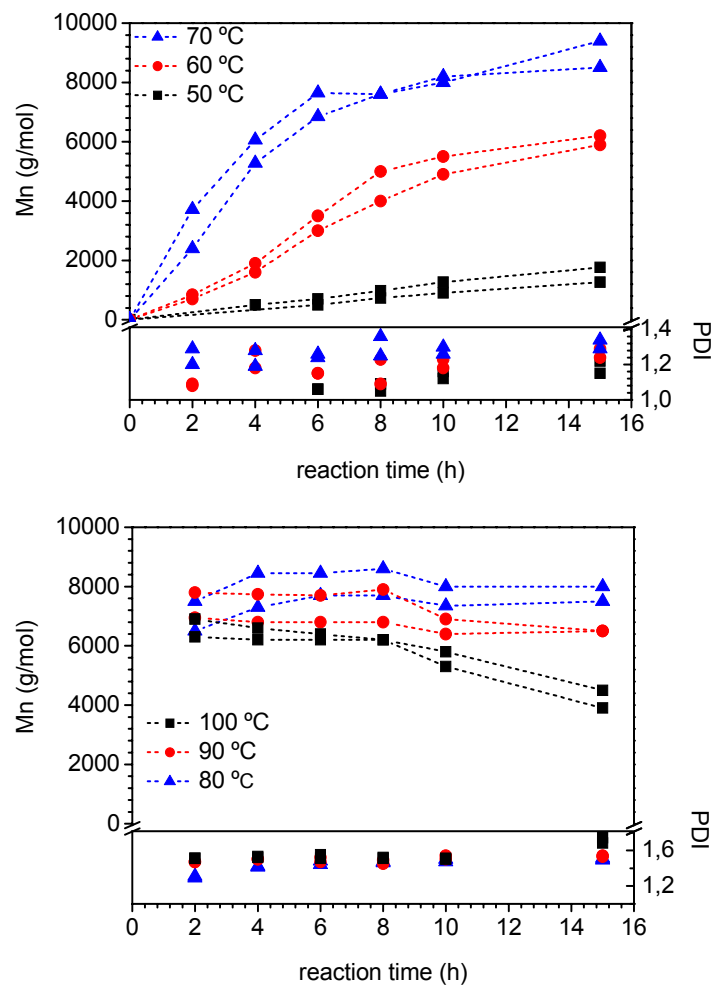 10000
8000
6000
4000
2000
0
Mn (g/mol)
70 ºC
60 ºC
50 ºC
1,4
1,2
1,0
PDI
0 2 4 6 8 10 12 14 16
reaction time (h)
10000
8000
6000
4000
2000
0
Mn (g/mol)
100 ºC
90 ºC
80 ºC
1,6
1,2
PDI
0 2 4 6 8 10 12 14 16
reaction time (h)